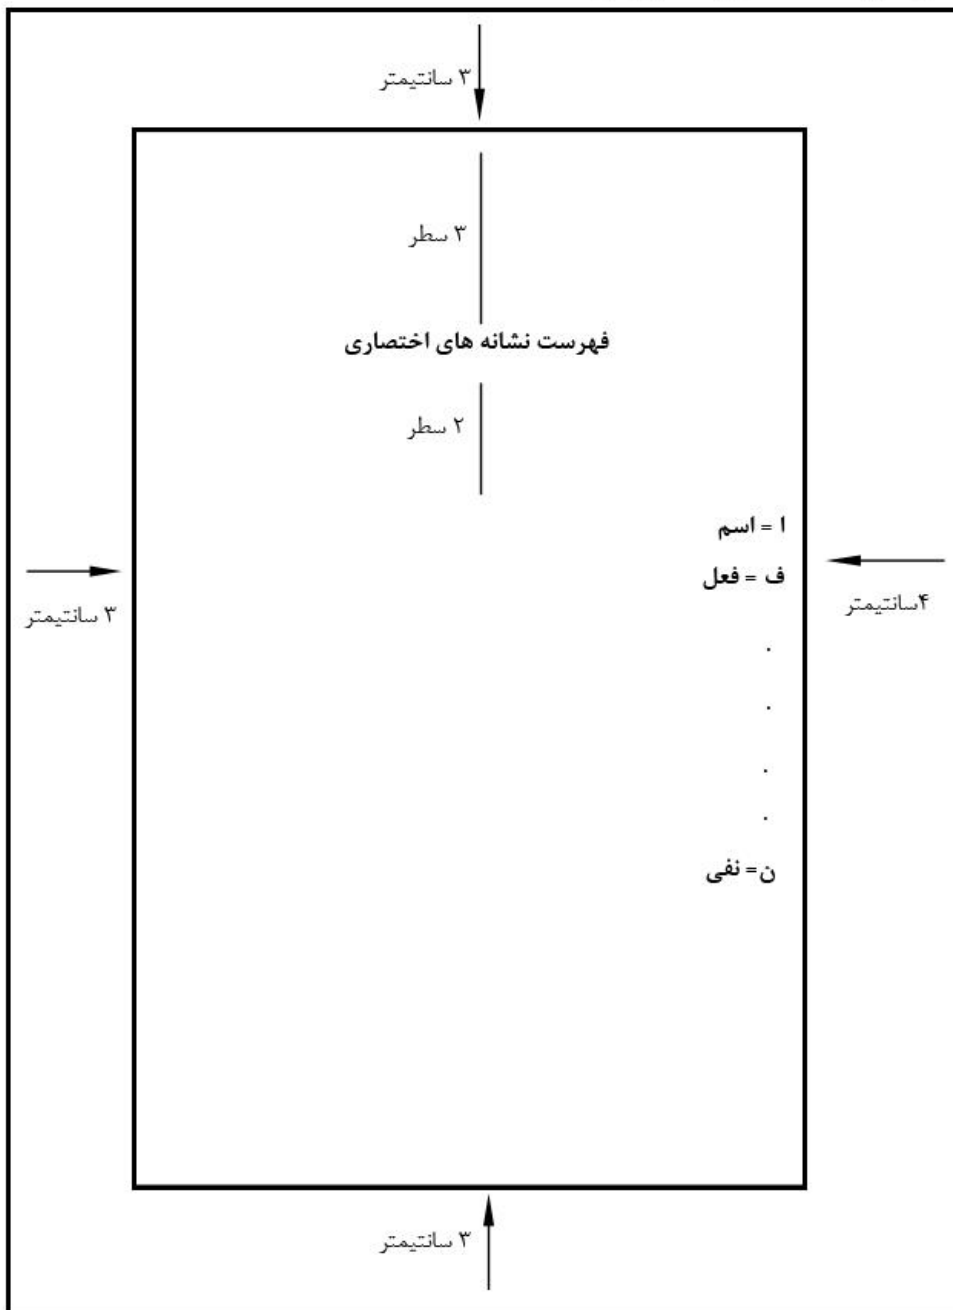 ۳ سانتیمتر
۳ سطر
فهرست نشانه های اختصاری
۲ سطر
ا = اسم
ف = فعل
۴سانتیمتر
۳ سانتیمتر
.
.
.
.
ن= نفی
۳ سانتیمتر